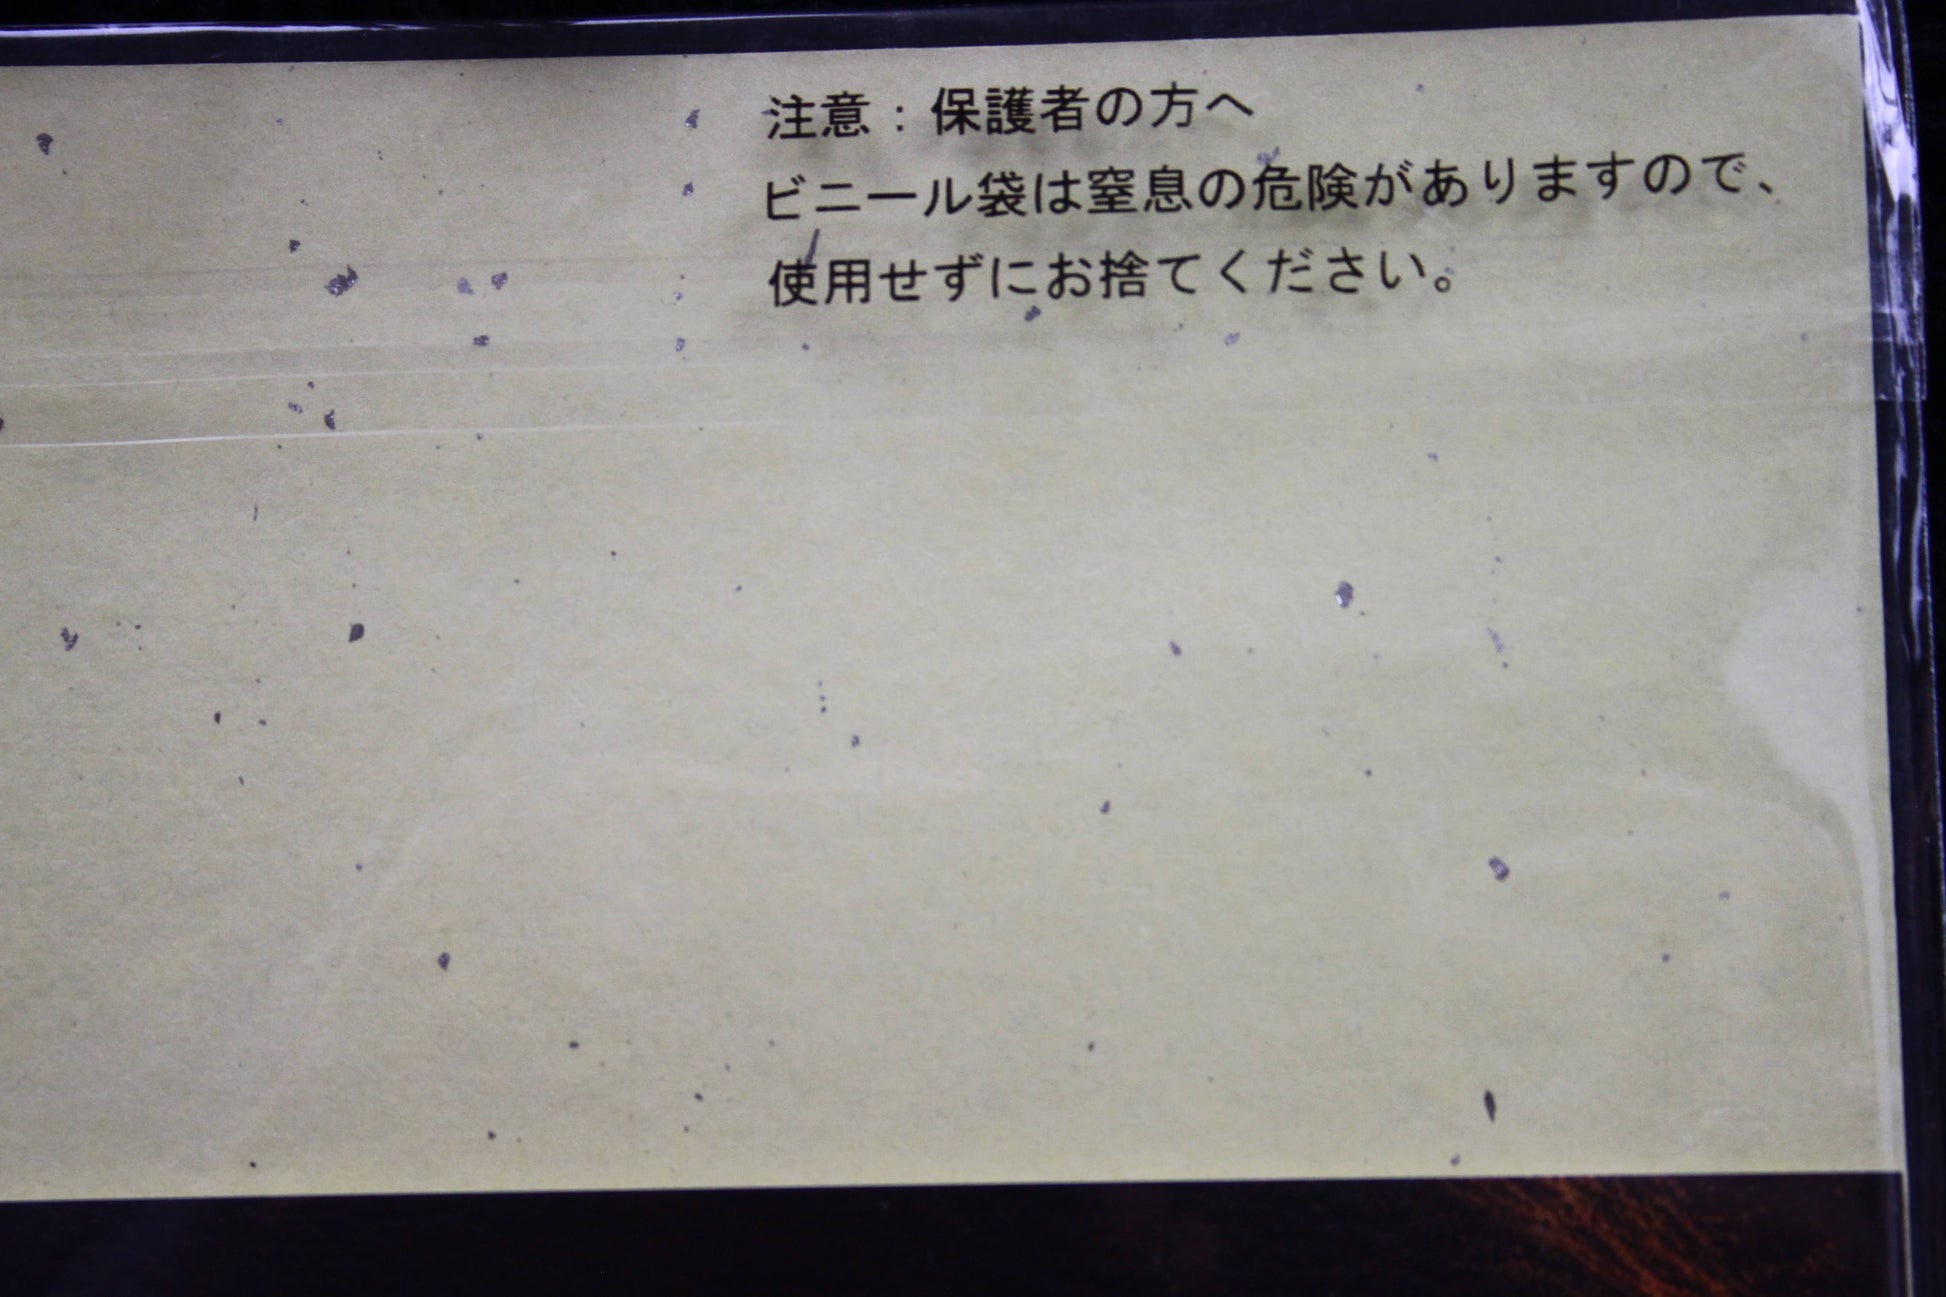 注意：保護者の方へ
ビニール袋は窒息の危険がありますので、
使用せずにお捨てください。